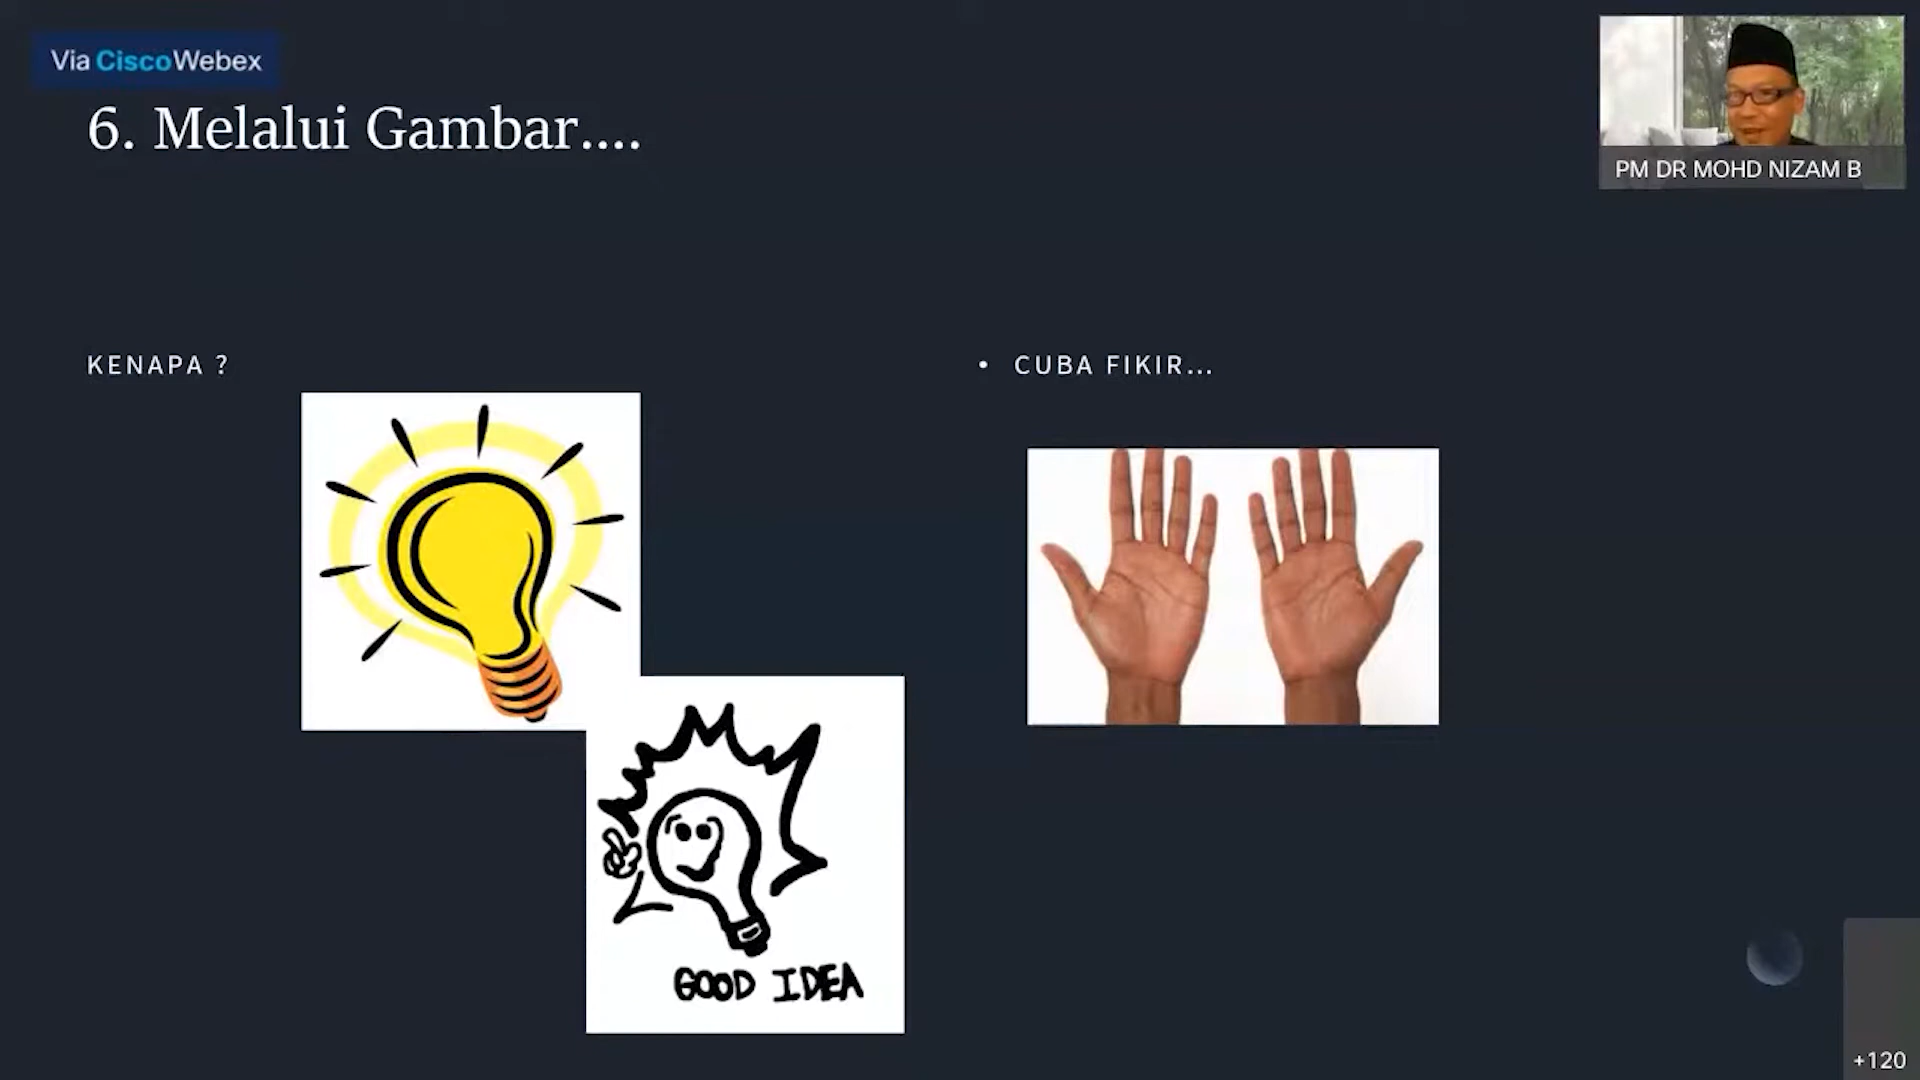 Via CiscoWebex
6. Melalui Gambar....
PM DR MOHD NIZAM B
KENAPA ?
• CUBA FIKIR...
GOOD IDEA
+120